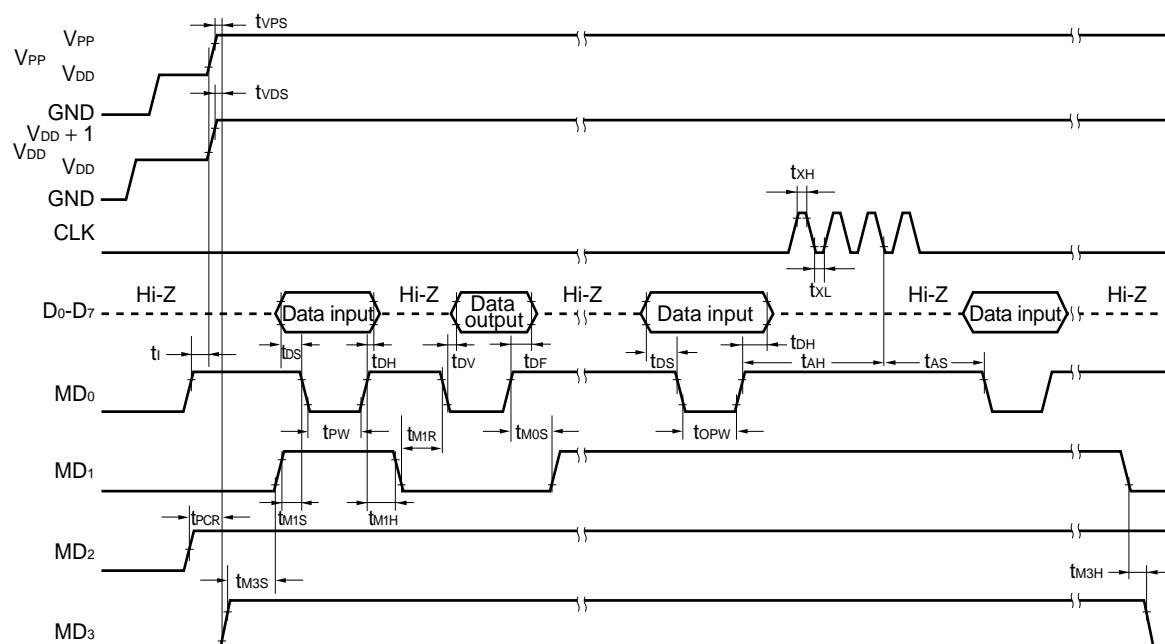 tVPS
VPP
VPP
VDD
GND
tVDS
VDD + 1
VDD
VDD
GND
tXH
CLK
tXL
Hi-Z
Hi-Z
Hi-Z
Hi-Z
Hi-Z
D0-D7
Data input
Data output
Data input
Data input
tI
tDS
tDH
tDV
tDF
tDS
tDH
tAH
tAS
MD0
tPW
tM1R
tM0S
tOPW
MD1
tPCR
tM1S
tM1H
MD2
tM3S
tM3H
MD3